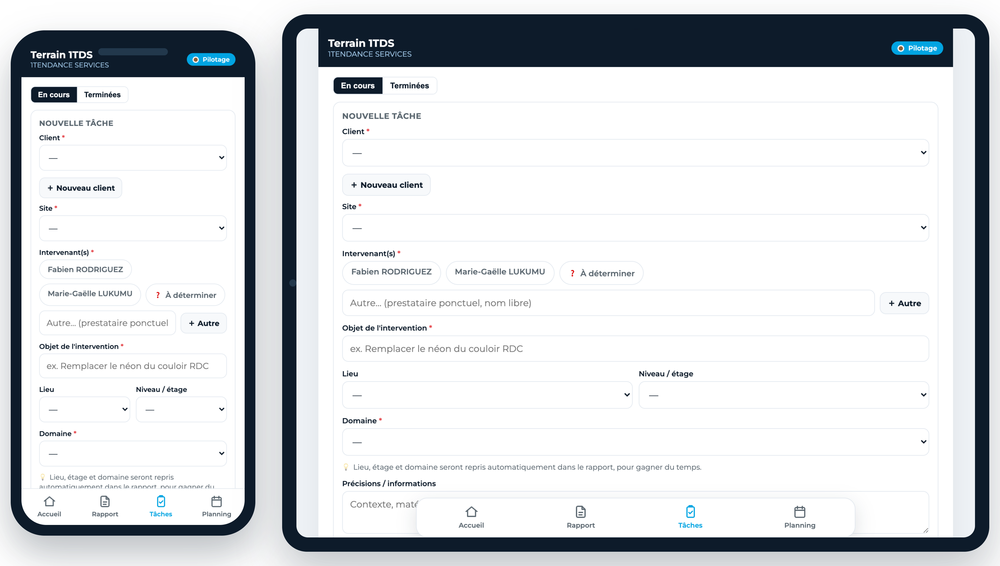 Terrain 1TDS
1TENDANCE SERVICES
Pilotage
En cours
Terminées
NOUVELLE TÂCHE
Client *
—
+ Nouveau client
Site *
—
Intervenant(s) *
Fabien RODRIGUEZ
Marie-Gaëlle LUKUMU
? À déterminer
Autre... (prestataire ponctuel
+ Autre
Objet de l'intervention *
ex. Remplacer le néon du couloir RDC
Lieu
Niveau / étage
—
—
Domaine *
—
Lieu, étage et domaine seront repris
automatiquement dans le rapport, pour gagner du
Accueil
Rapport
Tâches
Planning
Terrain 1TDS
1TENDANCE SERVICES
Pilotage
En cours
Terminées
NOUVELLE TÂCHE
Client *
—
+ Nouveau client
Site *
—
Intervenant(s) *
Fabien RODRIGUEZ
Marie-Gaëlle LUKUMU
? À déterminer
Autre... (prestataire ponctuel, nom libre)
+ Autre
Objet de l'intervention *
ex. Remplacer le néon du couloir RDC
Lieu
Niveau / étage
—
—
Domaine *
—
Lieu, étage et domaine seront repris automatiquement dans le rapport, pour gagner du temps.
Précisions / informations
Contexte, maté
Accueil
Rapport
Tâches
Planning